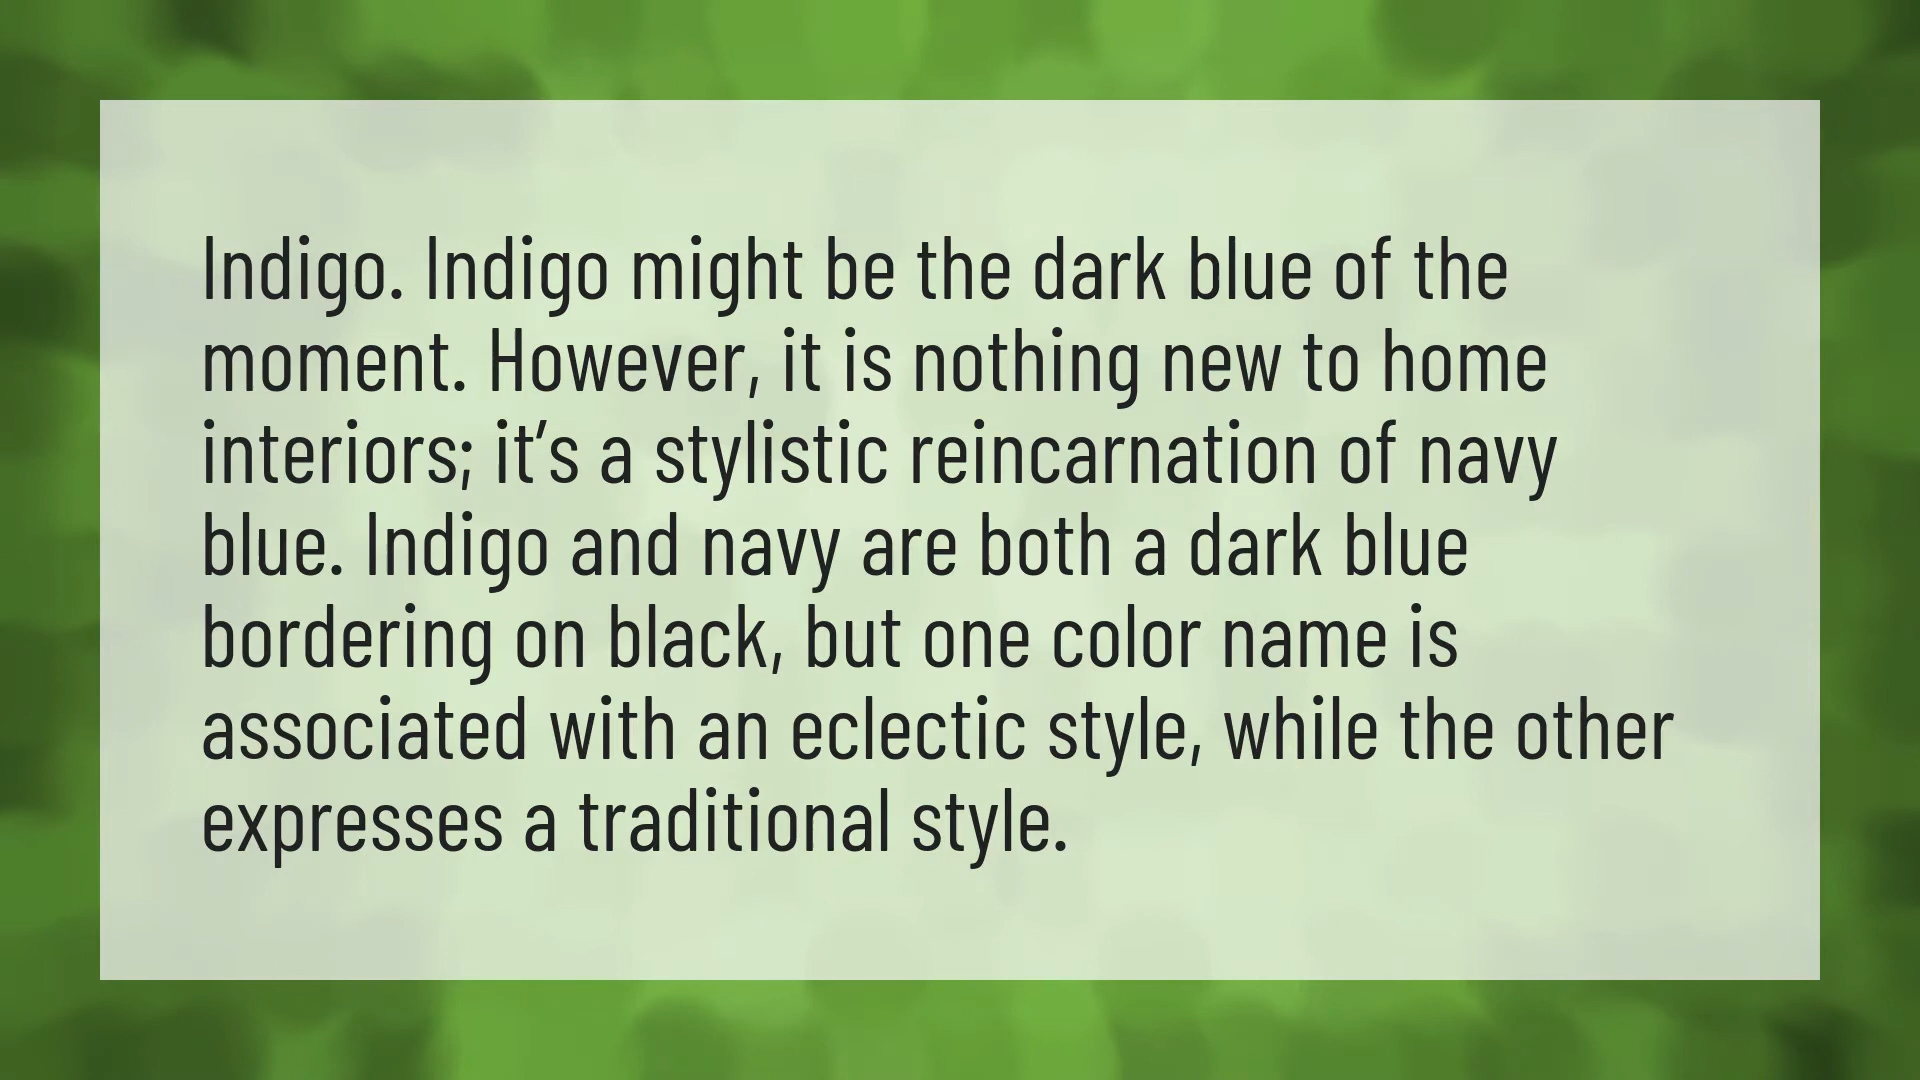 Indigo. Indigo might be the dark blue of the
moment. However, it is nothing new to home
interiors; it’s a stylistic reincarnation of navy
blue. Indigo and navy are both a dark blue
bordering on black, but one color name is
associated with an eclectic style, while the other
expresses a traditional style.